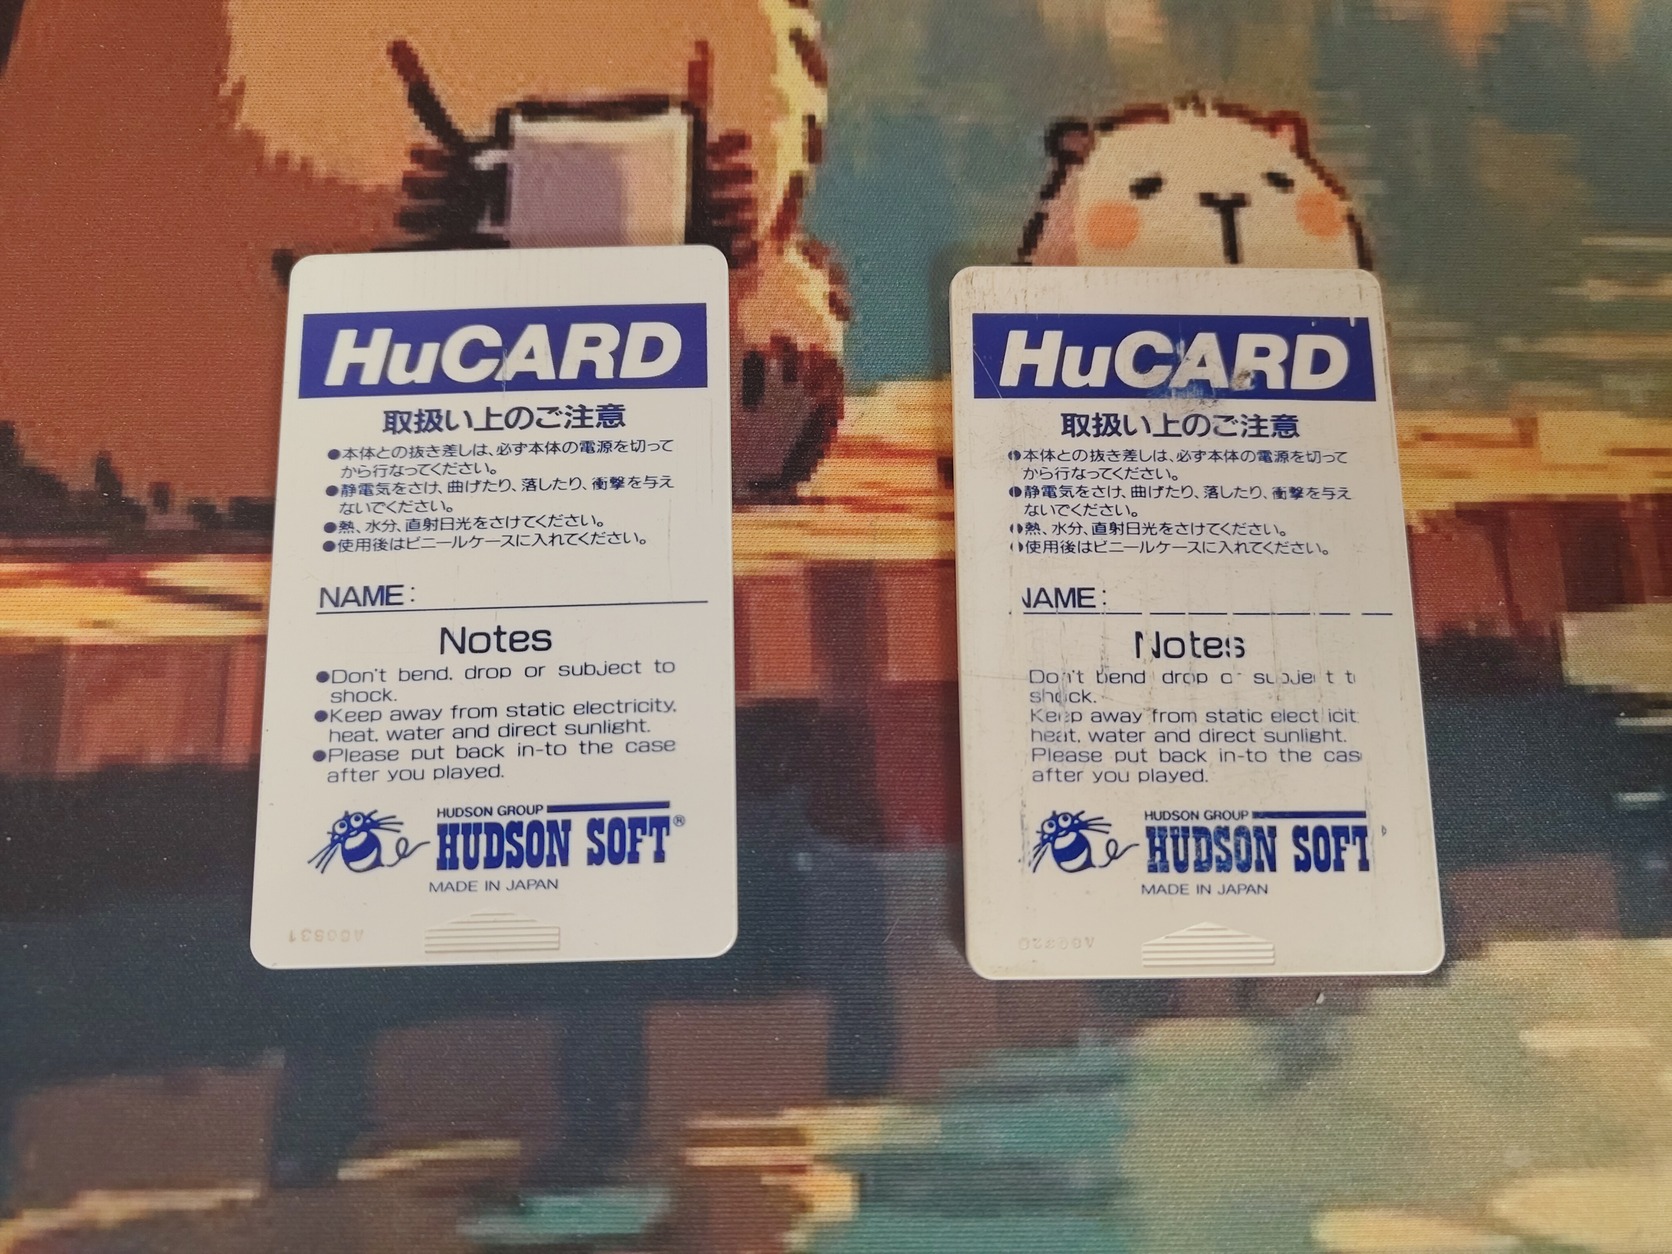 HuCARD
取扱い上のご注意
●本体との抜き差しは、必ず本体の電源を切って
から行なってください。
●静電気をさけ、曲げたり、落したり、衝撃を与え
ないでください。
●熱、水分、直射日光をさけてください。
●使用後はビニールケースに入れてください。
NAME:
Notes
●Don't bend, drop or subject to
shock.
●Keep away from static electricity,
heat, water and direct sunlight.
●Please put back in-to the case
after you played.
HUDSON GROUP
HUDSON SOFT®
MADE IN JAPAN
HuCARD
取扱い上のご注意
●本体との抜き差しは、必ず本体の電源を切って
から行なってください。
●静電気をさけ、曲げたり、落したり、衝撃を与え
ないでください。
●熱、水分、直射日光をさけてください。
●使用後はビニールケースに入れてください。
NAME:
Notes
Don't bend drop or subject to
shock.
Keep away from static electricit
heat, water and direct sunlight.
Please put back in-to the cas
after you played.
HUDSON GROUP
HUDSON SOFT
MADE IN JAPAN